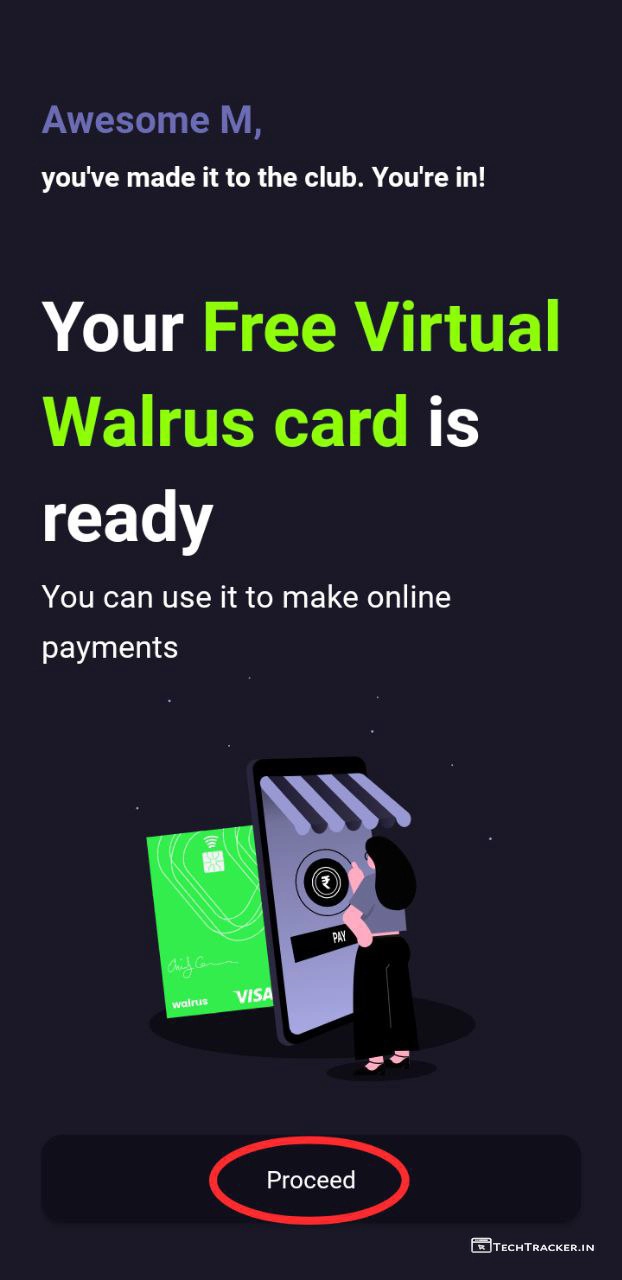 Awesome M,
you've made it to the club. You're in!
Your Free Virtual
Walrus card is
ready
You can use it to make online
payments
₹
PAY
walrus
VISA
Proceed
TECHTRACKER.IN